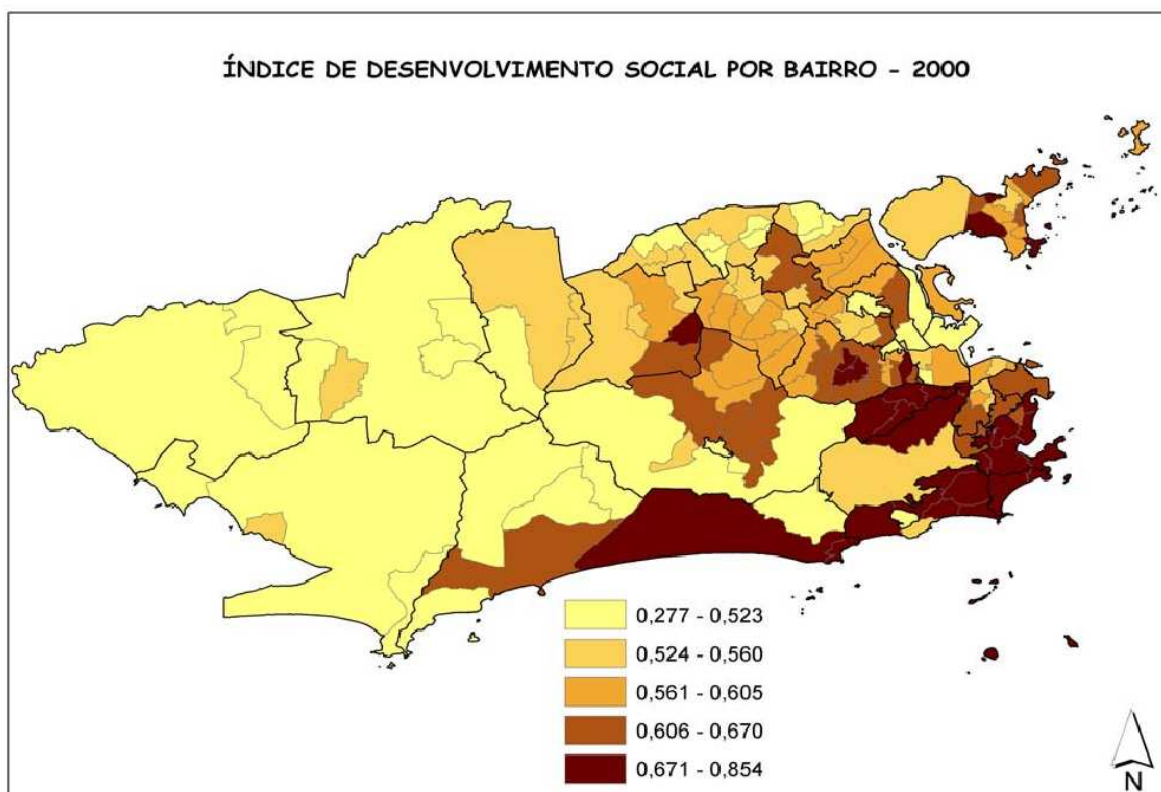 ÍNDICE DE DESENVOLVIMENTO SOCIAL POR BAIRRO - 2000
0,277 - 0,523
0,524 - 0,560
0,561 - 0,605
0,606 - 0,670
0,671 - 0,854
N